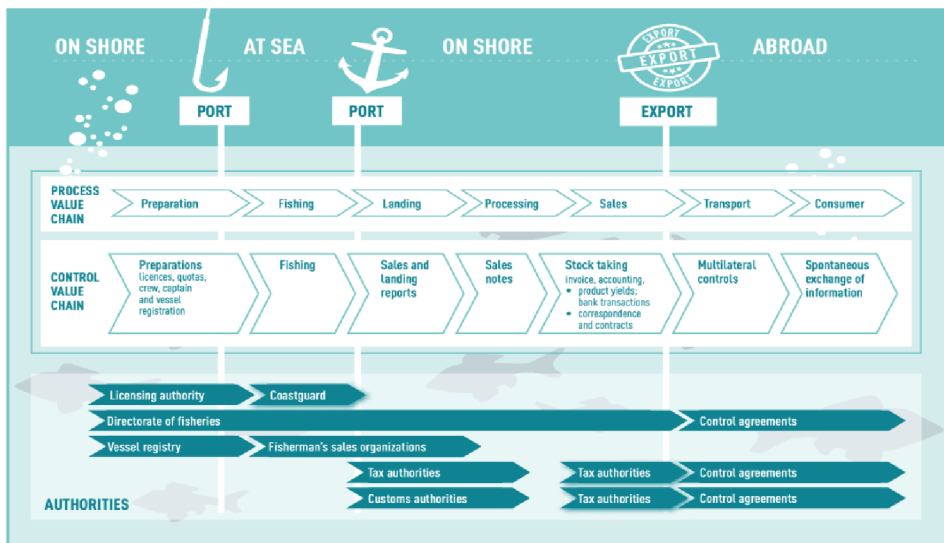 ON SHORE
AT SEA
ON SHORE
EXPORT
EXPORT
EXPORT
ABROAD
PORT
PORT
EXPORT
PROCESS
VALUE
CHAIN
Preparation
Fishing
Landing
Processing
Sales
Transport
Consumer
CONTROL
VALUE
CHAIN
Preparations
licences, quotas,
crew, captain
and vessel
registration
Fishing
Sales and
landing
reports
Sales
notes
Stock taking
invoice, accounting,
• product yields;
bank transactions
• correspondence
and contracts
Multilateral
controls
Spontaneous
exchange of
information
Licensing authority
Coastguard
Directorate of fisheries
Control agreements
Vessel registry
Fisherman's sales organizations
Tax authorities
Tax authorities
Control agreements
Customs authorities
Tax authorities
Control agreements
AUTHORITIES